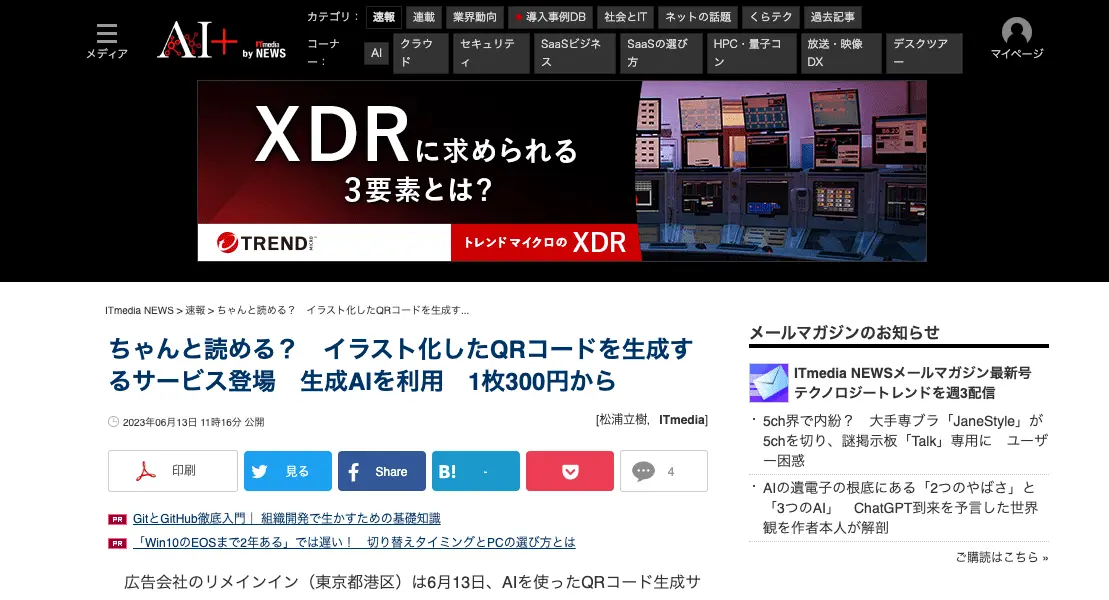 メディア
AI+ by ITmedia NEWS
カテゴリ： 速報 連載 業界動向 導入事例DB 社会とIT ネットの話題 くらテク 過去記事
コーナー： AI クラウド セキュリティ SaaSビジネス SaaSの選び方 HPC・量子コン 放送・映像DX デスクツアー
マイページ
XDRに求められる
3要素とは？
TREND MICRO
トレンドマイクロの XDR
ITmedia NEWS > 速報 > ちゃんと読める？　イラスト化したQRコードを生成す...
ちゃんと読める？　イラスト化したQRコードを生成す
るサービス登場　生成AIを利用　1枚300円から
2023年06月13日 11時16分 公開
[松浦立樹，ITmedia]
印刷 見る Share B! - 4
PR GitとGitHub徹底入門｜ 組織開発で生かすための基礎知識
PR 「Win10のEOSまで2年ある」では遅い！　切り替えタイミングとPCの選び方とは
広告会社のリメインイン（東京都港区）は6月13日、AIを使ったQRコード生成サ
メールマガジンのお知らせ
ITmedia NEWSメールマガジン最新号
テクノロジートレンドを週3配信
・5ch界で内紛？　大手専ブラ「JaneStyle」が
5chを切り、謎掲示板「Talk」専用に　ユーザ
ー困惑
・AIの遺電子の根底にある「2つのやばさ」と
「3つのAI」　ChatGPT到来を予言した世界
観を作者本人が解剖
ご購読はこちら »